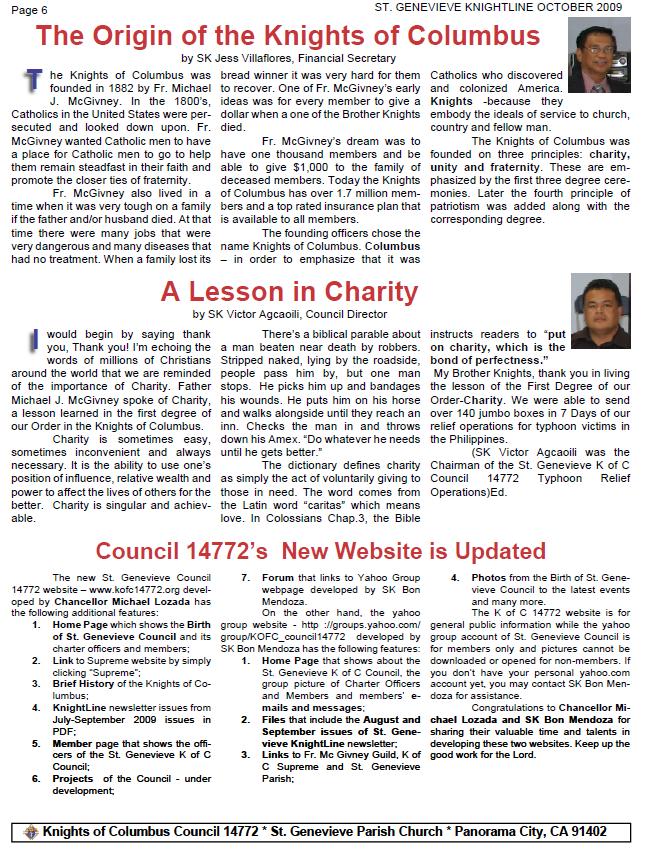 Page 6
ST. GENEVIEVE KNIGHTLINE OCTOBER 2009
The Origin of the Knights of Columbus
by SK Jess Villaflores, Financial Secretary
The Knights of Columbus was
founded in 1882 by Fr. Michael
J. McGivney. In the 1800's,
Catholics in the United States were per-
secuted and looked down upon. Fr.
McGivney wanted Catholic men to have
a place for Catholic men to go to help
them remain steadfast in their faith and
promote the closer ties of fraternity.
Fr. McGivney also lived in a
time when it was very tough on a family
if the father and/or husband died. At that
time there were many jobs that were
very dangerous and many diseases that
had no treatment. When a family lost its
bread winner it was very hard for them
to recover. One of Fr. McGivney's early
ideas was for every member to give a
dollar when a one of the Brother Knights
died.
Fr. McGivney's dream was to
have one thousand members and be
able to give $1,000 to the family of
deceased members. Today the Knights
of Columbus has over 1.7 million mem-
bers and a top rated insurance plan that
is available to all members.
The founding officers chose the
name Knights of Columbus. Columbus
– in order to emphasize that it was
Catholics who discovered
and colonized America.
Knights -because they
embody the ideals of service to church,
country and fellow man.
The Knights of Columbus was
founded on three principles: charity,
unity and fraternity. These are em-
phasized by the first three degree cere-
monies. Later the fourth principle of
patriotism was added along with the
corresponding degree.
A Lesson in Charity
by SK Victor Agcaoili, Council Director
I would begin by saying thank
you, Thank you! I'm echoing the
words of millions of Christians
around the world that we are reminded
of the importance of Charity. Father
Michael J. McGivney spoke of Charity,
a lesson learned in the first degree of
our Order in the Knights of Columbus.
Charity is sometimes easy,
sometimes inconvenient and always
necessary. It is the ability to use one's
position of influence, relative wealth and
power to affect the lives of others for the
better. Charity is singular and achiev-
able.
There's a biblical parable about
a man beaten near death by robbers.
Stripped naked, lying by the roadside,
people pass him by, but one man
stops. He picks him up and bandages
his wounds. He puts him on his horse
and walks alongside until they reach an
inn. Checks the man in and throws
down his Amex. "Do whatever he needs
until he gets better."
The dictionary defines charity
as simply the act of voluntarily giving to
those in need. The word comes from
the Latin word "caritas" which means
love. In Colossians Chap.3, the Bible
instructs readers to "put
on charity, which is the
bond of perfectness."
My Brother Knights, thank you in living
the lesson of the First Degree of our
Order-Charity. We were able to send
over 140 jumbo boxes in 7 Days of our
relief operations for typhoon victims in
the Philippines.
(SK Victor Agcaoili was the
Chairman of the St. Genevieve K of C
Council 14772 Typhoon Relief
Operations)Ed.
Council 14772's New Website is Updated
The new St. Genevieve Council
14772 website – www.kofc14772.org devel-
oped by Chancellor Michael Lozada has
the following additional features:
1. Home Page which shows the Birth
of St. Genevieve Council and its
charter officers and members;
2. Link to Supreme website by simply
clicking "Supreme";
3. Brief History of the Knights of Co-
lumbus;
4. KnightLine newsletter issues from
July-September 2009 issues in
PDF;
5. Member page that shows the offi-
cers of the St. Genevieve K of C
Council;
6. Projects of the Council - under
development;
7. Forum that links to Yahoo Group
webpage developed by SK Bon
Mendoza.
On the other hand, the yahoo
group website - http ://groups.yahoo.com/
group/KOFC_council14772 developed by
SK Bon Mendoza has the following features:
1. Home Page that shows about the
St. Genevieve K of C Council, the
group picture of Charter Officers
and Members and members' e-
mails and messages;
2. Files that include the August and
September issues of St. Gene-
vieve KnightLine newsletter;
3. Links to Fr. Mc Givney Guild, K of
C Supreme and St. Genevieve
Parish;
4. Photos from the Birth of St. Gene-
vieve Council to the latest events
and many more.
The K of C 14772 website is for
general public information while the yahoo
group account of St. Genevieve Council is
for members only and pictures cannot be
downloaded or opened for non-members. If
you don't have your personal yahoo.com
account yet, you may contact SK Bon Men-
doza for assistance.
Congratulations to Chancellor Mi-
chael Lozada and SK Bon Mendoza for
sharing their valuable time and talents in
developing these two websites. Keep up the
good work for the Lord.
Knights of Columbus Council 14772 * St. Genevieve Parish Church * Panorama City, CA 91402